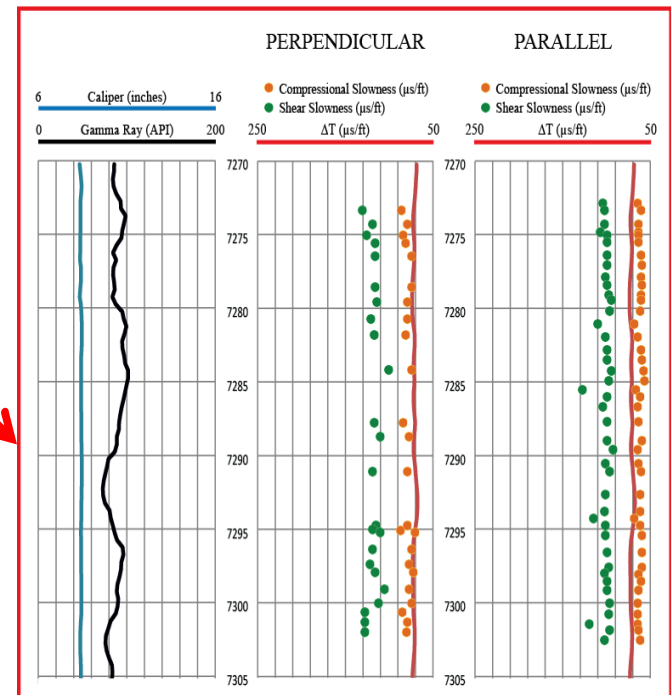 PERPENDICULAR
PARALLEL
6 Caliper (inches) 16
0 Gamma Ray (API) 200
Compressional Slowness (µs/ft)
Shear Slowness (µs/ft)
250 ΔT (µs/ft) 50
Compressional Slowness (µs/ft)
Shear Slowness (µs/ft)
250 ΔT (µs/ft) 50
7270
7275
7280
7285
7290
7295
7300
7305
7270
7275
7280
7285
7290
7295
7300
7305